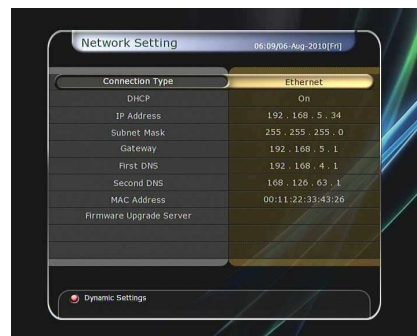 Network Setting 06:09/06-Aug-2010[Fri]
Connection Type Ethernet
DHCP On
IP Address 192 . 168 . 5 . 34
Subnet Mask 255 . 255 . 255 . 0
Gateway 192 . 168 . 5 . 1
First DNS 192 . 168 . 4 . 1
Second DNS 168 . 126 . 63 . 1
MAC Address 00:11:22:33:43:26
Firmware Upgrade Server
Dynamic Settings